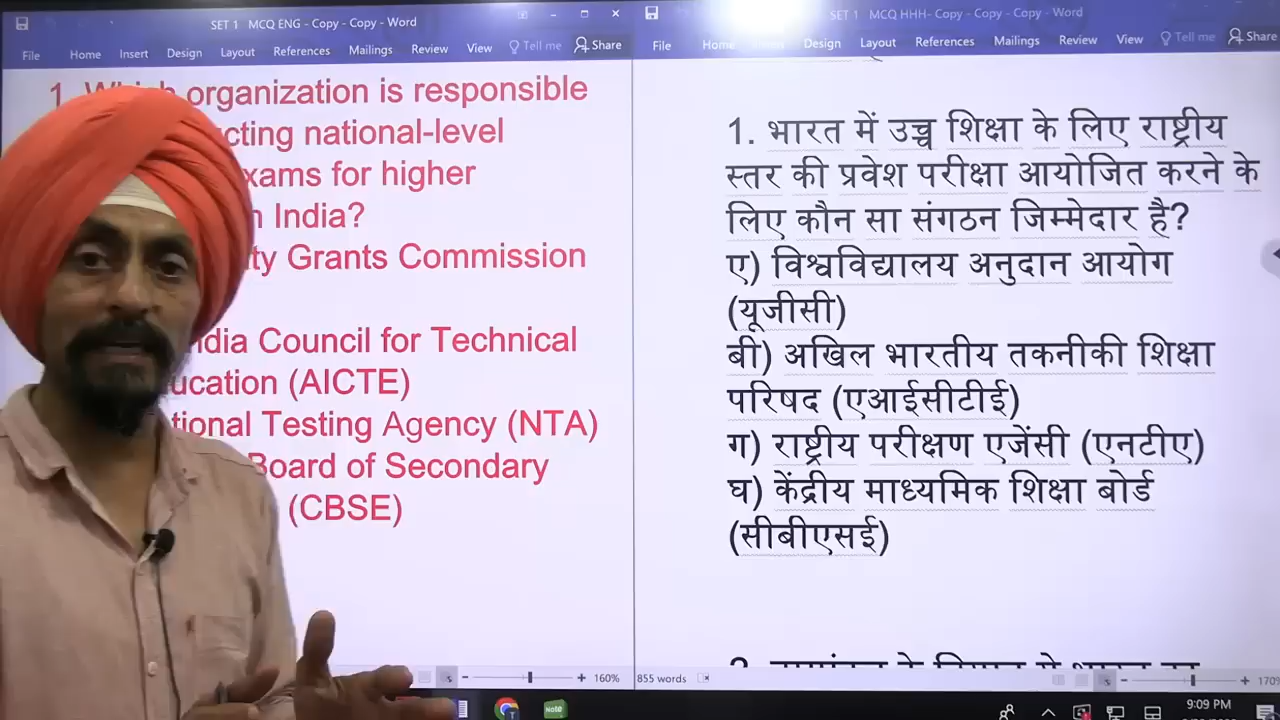 SET 1 MCQ ENG - Copy - Copy - Copy - Word
File Home Insert Design Layout References Mailings Review View Tell me Share
1. Which organization is responsible
cting national-level
xams for higher
n India?
ty Grants Commission
ndia Council for Technical
ucation (AICTE)
tional Testing Agency (NTA)
Board of Secondary
(CBSE)
160%
SET 1 MCQ HHH- Copy - Copy - Copy - Word
File Home Design Layout References Mailings Review View Tell me Share
1. भारत में उच्च शिक्षा के लिए राष्ट्रीय
स्तर की प्रवेश परीक्षा आयोजित करने के
लिए कौन सा संगठन जिम्मेदार है?
ए) विश्वविद्यालय अनुदान आयोग
(यूजीसी)
बी) अखिल भारतीय तकनीकी शिक्षा
परिषद (एआईसीटीई)
ग) राष्ट्रीय परीक्षण एजेंसी (एनटीए)
घ) केंद्रीय माध्यमिक शिक्षा बोर्ड
(सीबीएसई)
855 words 170%
Note
9:09 PM